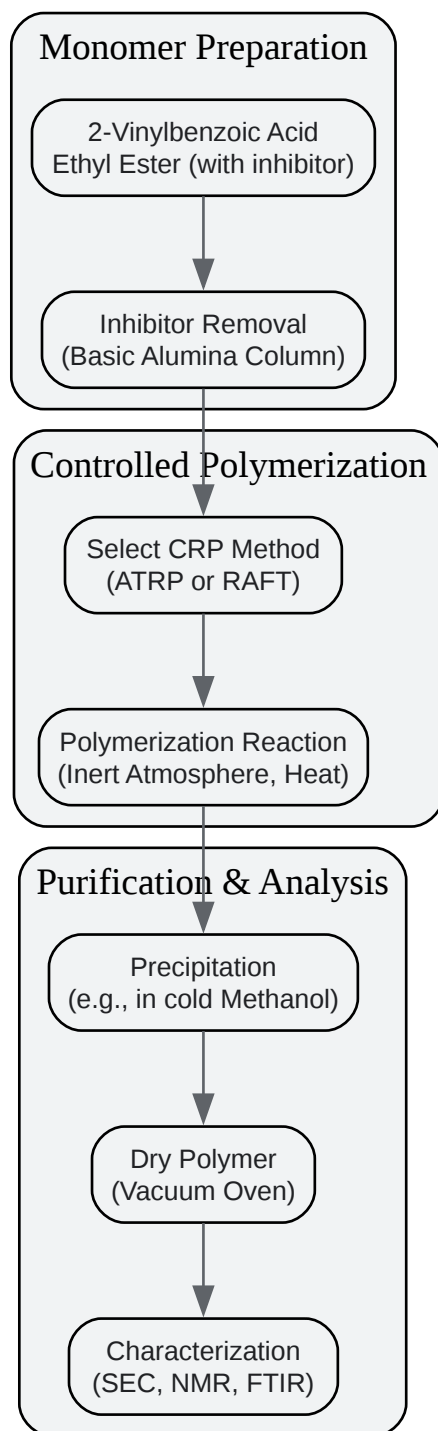 Monomer Preparation
2-Vinylbenzoic Acid
Ethyl Ester (with inhibitor)
Inhibitor Removal
(Basic Alumina Column)
Controlled Polymerization
Select CRP Method
(ATRP or RAFT)
Polymerization Reaction
(Inert Atmosphere, Heat)
Purification & Analysis
Precipitation
(e.g., in cold Methanol)
Dry Polymer
(Vacuum Oven)
Characterization
(SEC, NMR, FTIR)